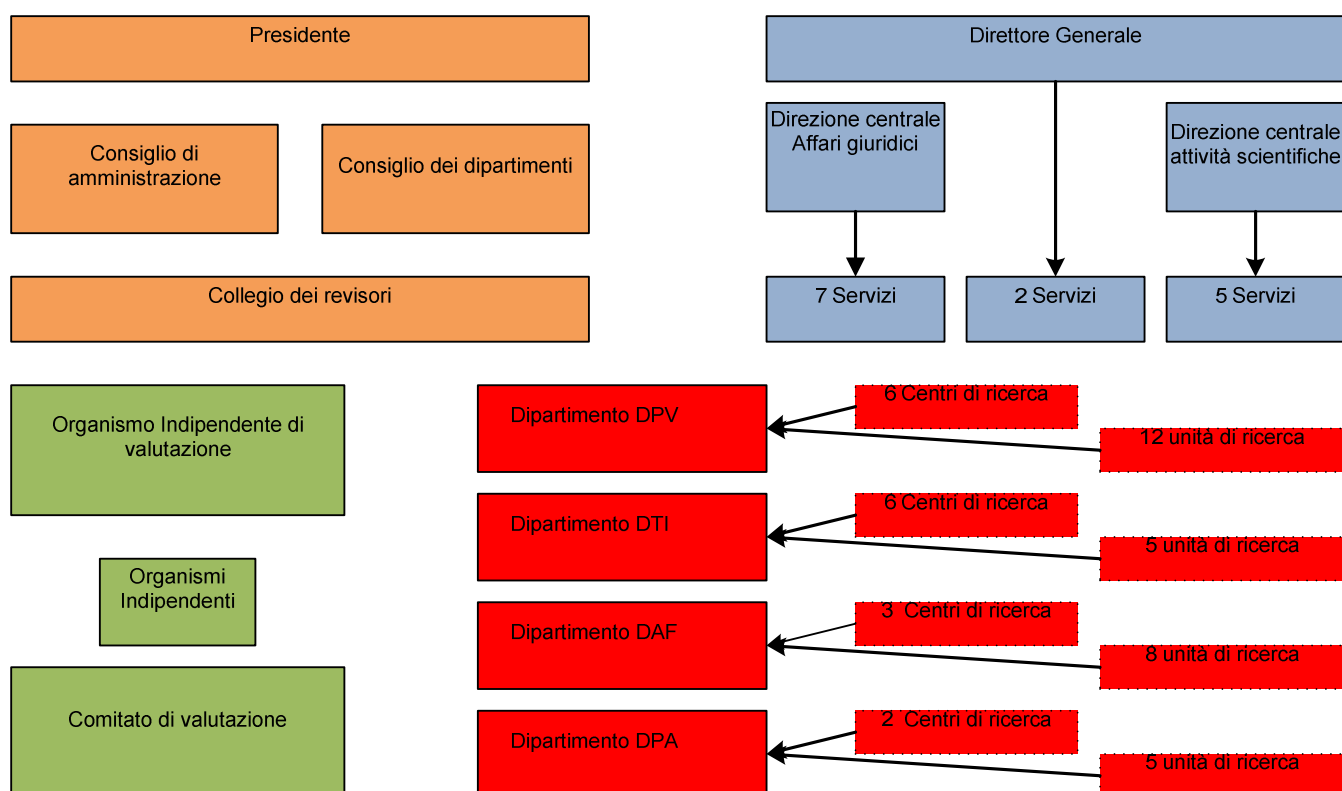 Presidente
Direttore Generale
Direzione centrale
Affari giuridici
Direzione centrale
attività scientifiche
Consiglio di
amministrazione
Consiglio dei dipartimenti
Collegio dei revisori
7 Servizi
2 Servizi
5 Servizi
Organismo Indipendente di
valutazione
Dipartimento DPV
6 Centri di ricerca
12 unità di ricerca
Dipartimento DTI
6 Centri di ricerca
5 unità di ricerca
Organismi
Indipendenti
Dipartimento DAF
3 Centri di ricerca
8 unità di ricerca
Comitato di valutazione
Dipartimento DPA
2 Centri di ricerca
5 unità di ricerca